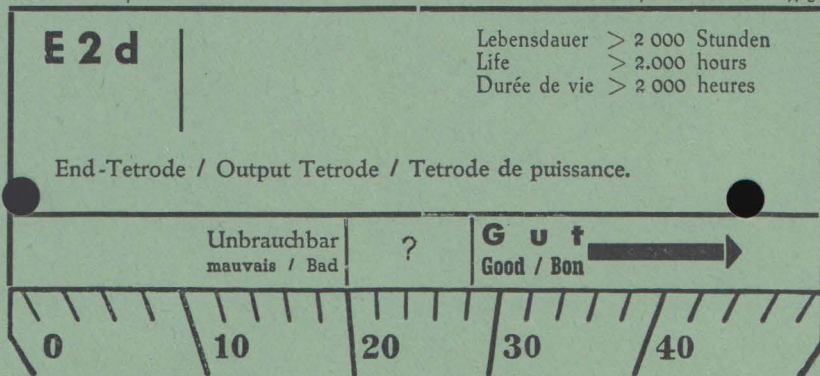 E 2 d
Lebensdauer > 2 000 Stunden
Life > 2.000 hours
Durée de vie > 2 000 heures
End-Tetrode / Output Tetrode / Tetrode de puissance.
Unbrauchbar
mauvais / Bad
?
Gut
Good / Bon
0 10 20 30 40